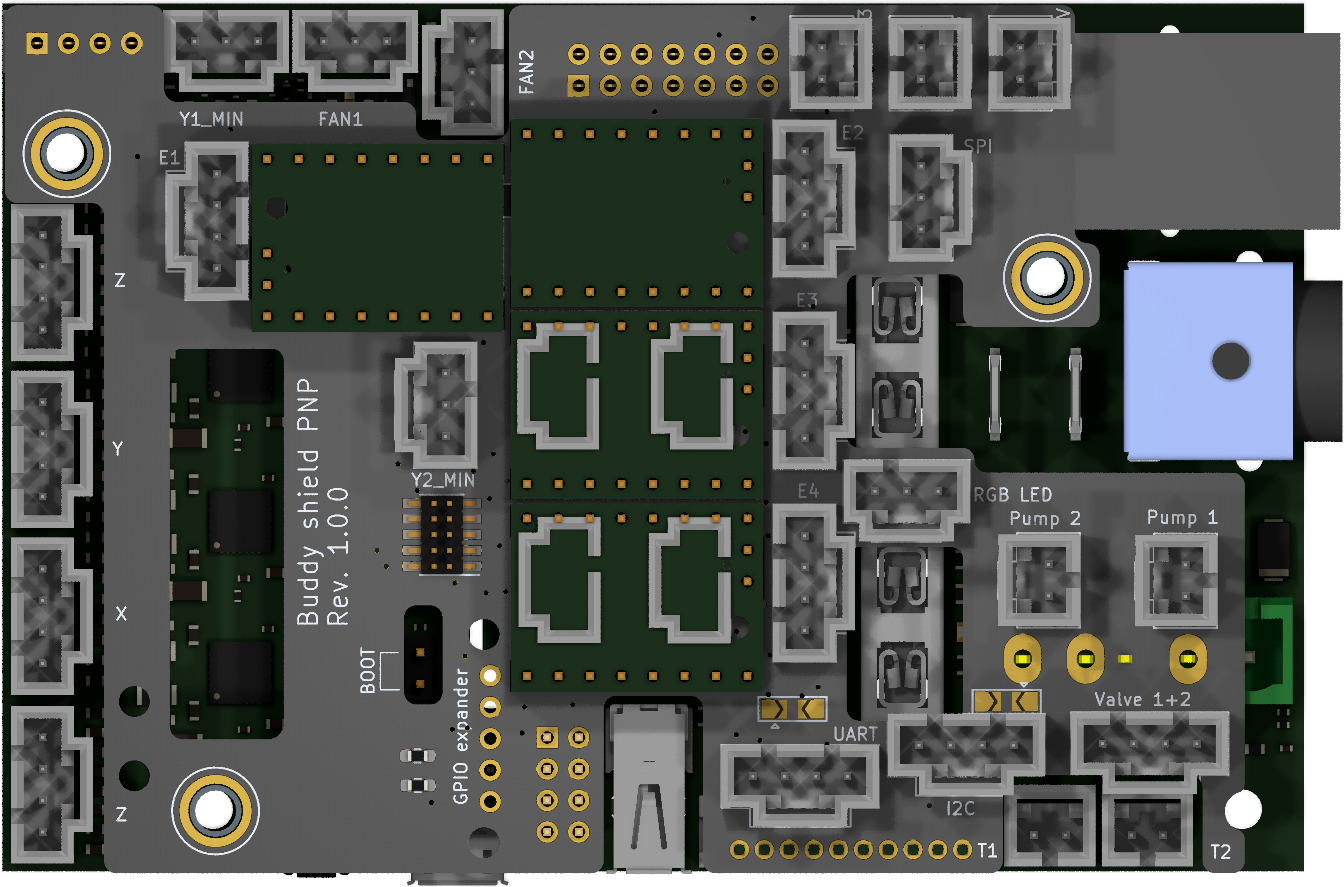 FAN2
Y1_MIN
FAN1
E1
E2
SPI
Z
E3
Y
Buddy shield PNP
Rev. 1.0.0
Y2_MIN
E4
RGB LED
Pump 2
Pump 1
X
BOOT
GPIO expander
Valve 1+2
UART
Z
I2C
T1
T2